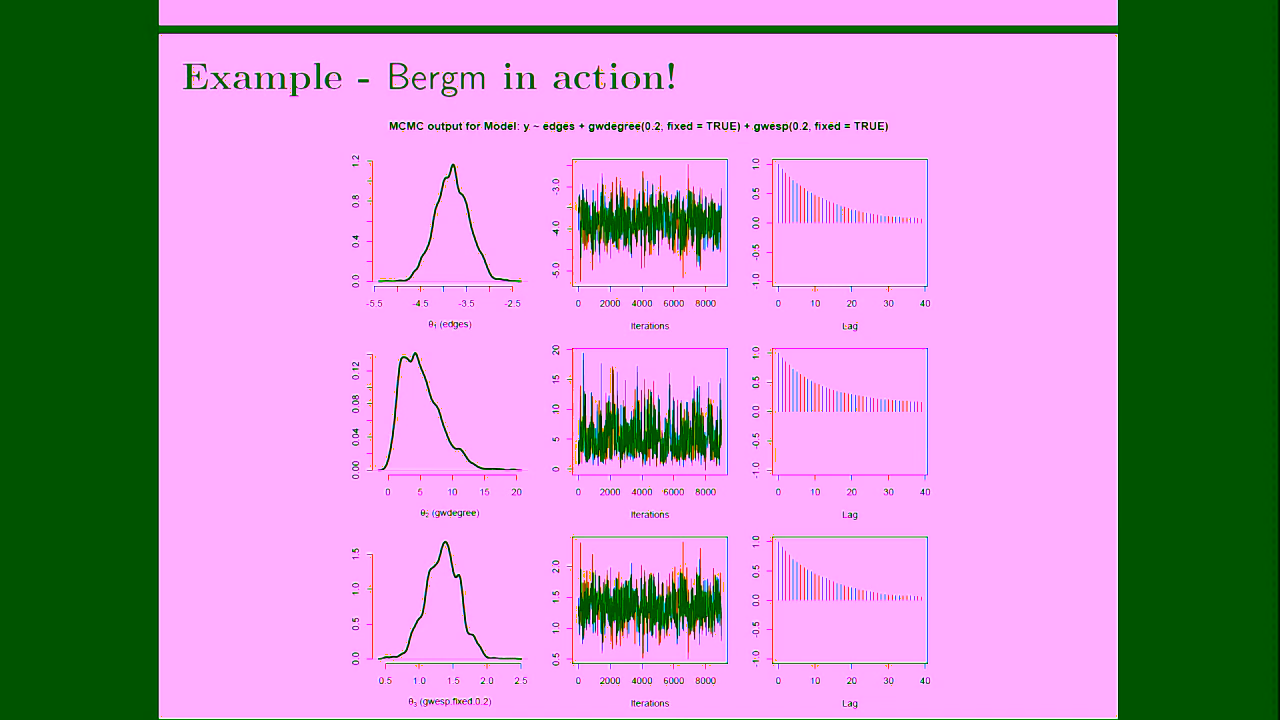 Example - Bergm in action!
MCMC output for Model: y ~ edges + gwdegree(0.2, fixed = TRUE) + gwesp(0.2, fixed = TRUE)
0.0 0.4 0.8 1.2
-5.5 -4.5 -3.5 -2.5
θ1 (edges)
-5.0 -4.0 -3.0
0 2000 4000 6000 8000
Iterations
-1.0 -0.5 0.0 0.5 1.0
0 10 20 30 40
Lag
0.00 0.04 0.08 0.12
0 5 10 15 20
θ2 (gwdegree)
0 5 10 15 20
0 2000 4000 6000 8000
Iterations
-1.0 -0.5 0.0 0.5 1.0
0 10 20 30 40
Lag
0.0 0.5 1.0 1.5
0.5 1.0 1.5 2.0 2.5
θ3 (gwesp.fixed.0.2)
0.5 1.0 1.5 2.0
0 2000 4000 6000 8000
Iterations
-1.0 -0.5 0.0 0.5 1.0
0 10 20 30 40
Lag